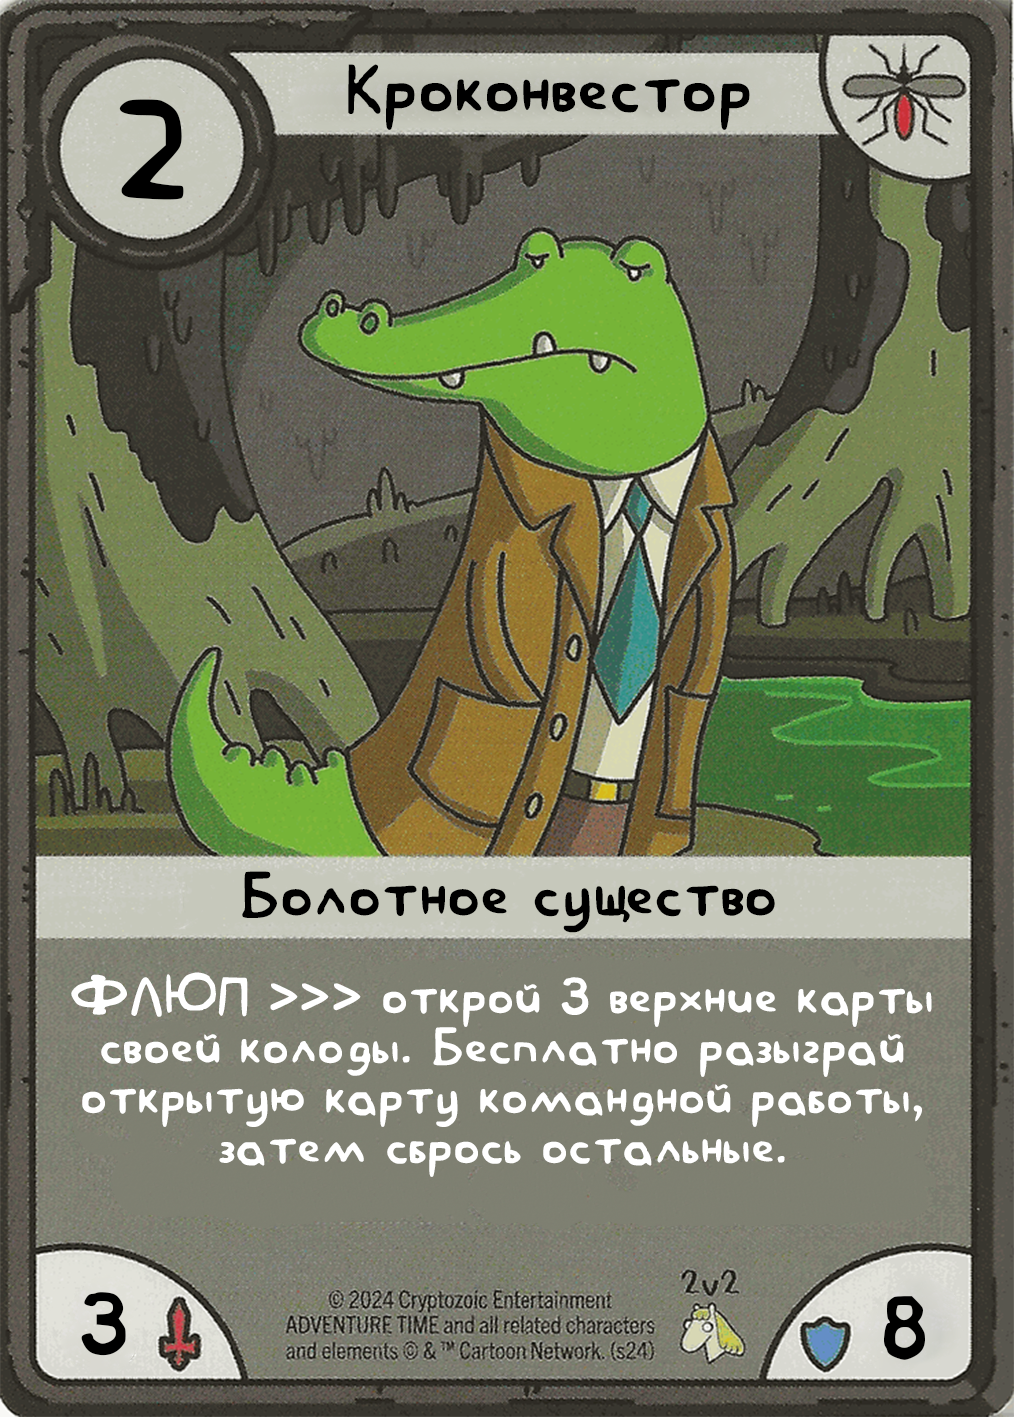 2
Кроконвестор
Болотное существо
ФЛЮП >>> открой 3 верхние карты
своей колоды. Бесплатно разыграй
открытую карту командной работы,
затем сбрось остальные.
3
© 2024 Cryptozoic Entertainment
ADVENTURE TIME and all related characters
and elements © & ™ Cartoon Network. (s24)
2v2
8